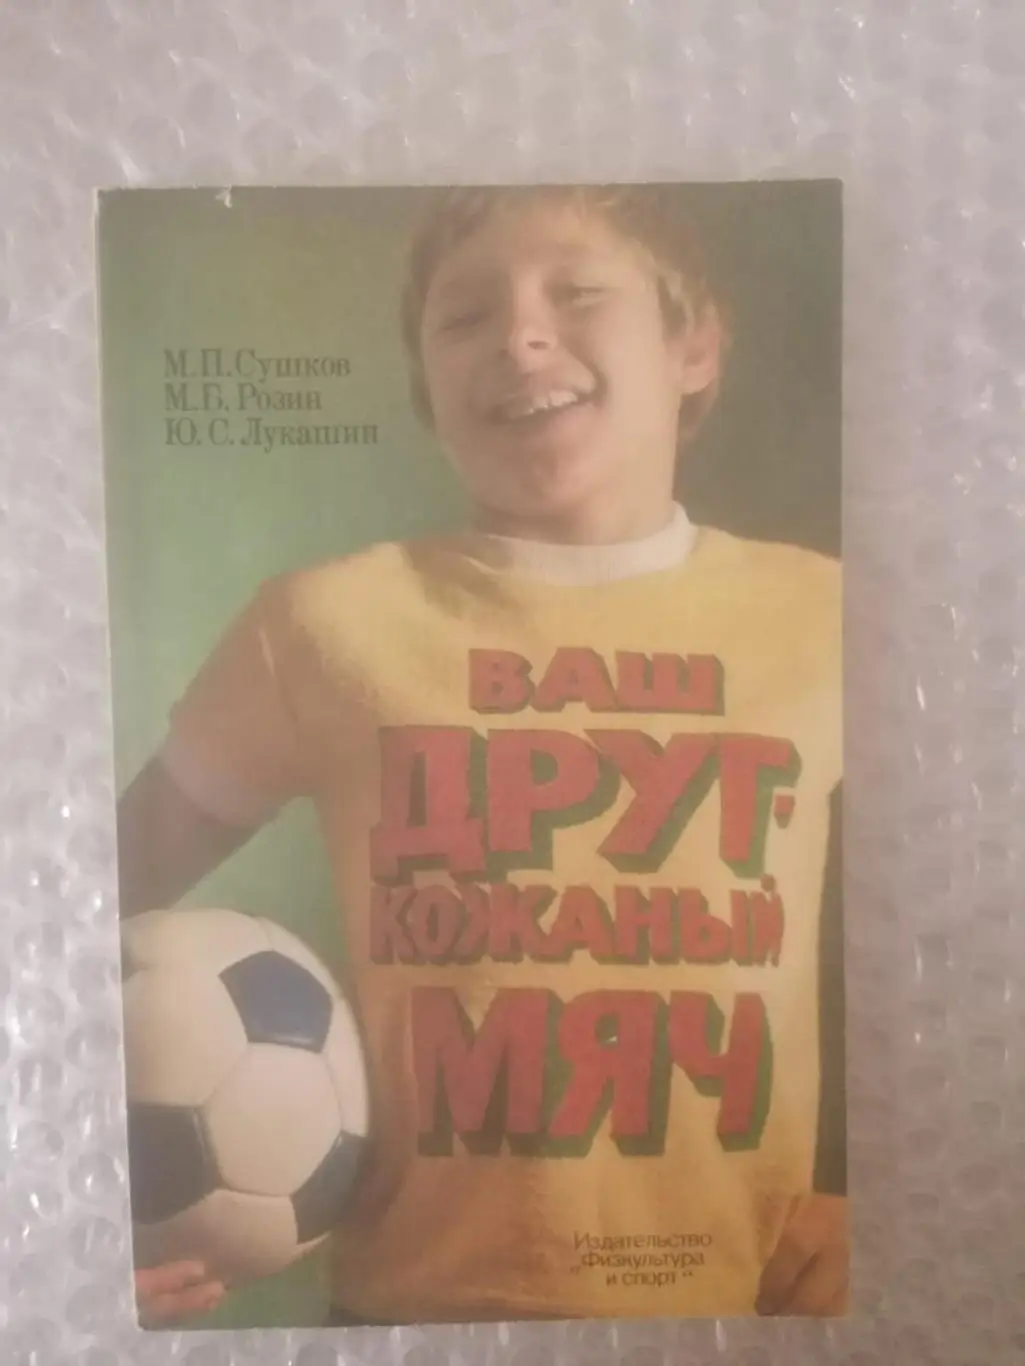 М.П.Сушков
М.Б.Розин
Ю.С.Лукашин
ВАШ
ДРУГ-
КОЖАНЫЙ
МЯЧ
Издательство
„Физкультура
и спорт“